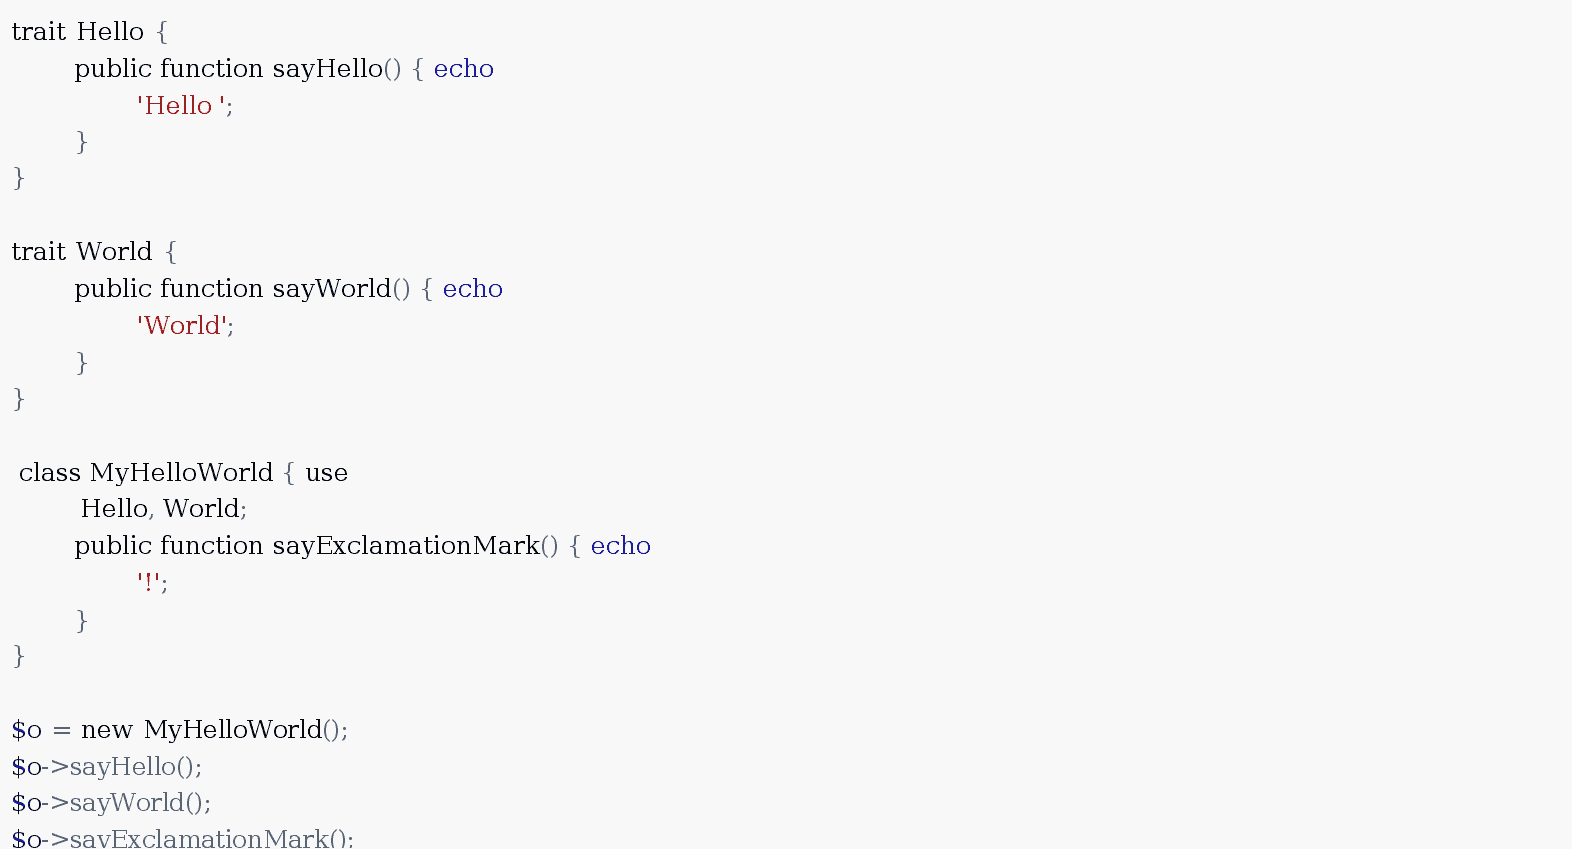 trait Hello {
public function sayHello() { echo
'Hello ';
}
}
trait World {
public function sayWorld() { echo
'World';
}
}
class MyHelloWorld { use
Hello, World;
public function sayExclamationMark() { echo
'!';
}
}
$o = new MyHelloWorld();
$o->sayHello();
$o->sayWorld();
$o->sayExclamationMark();